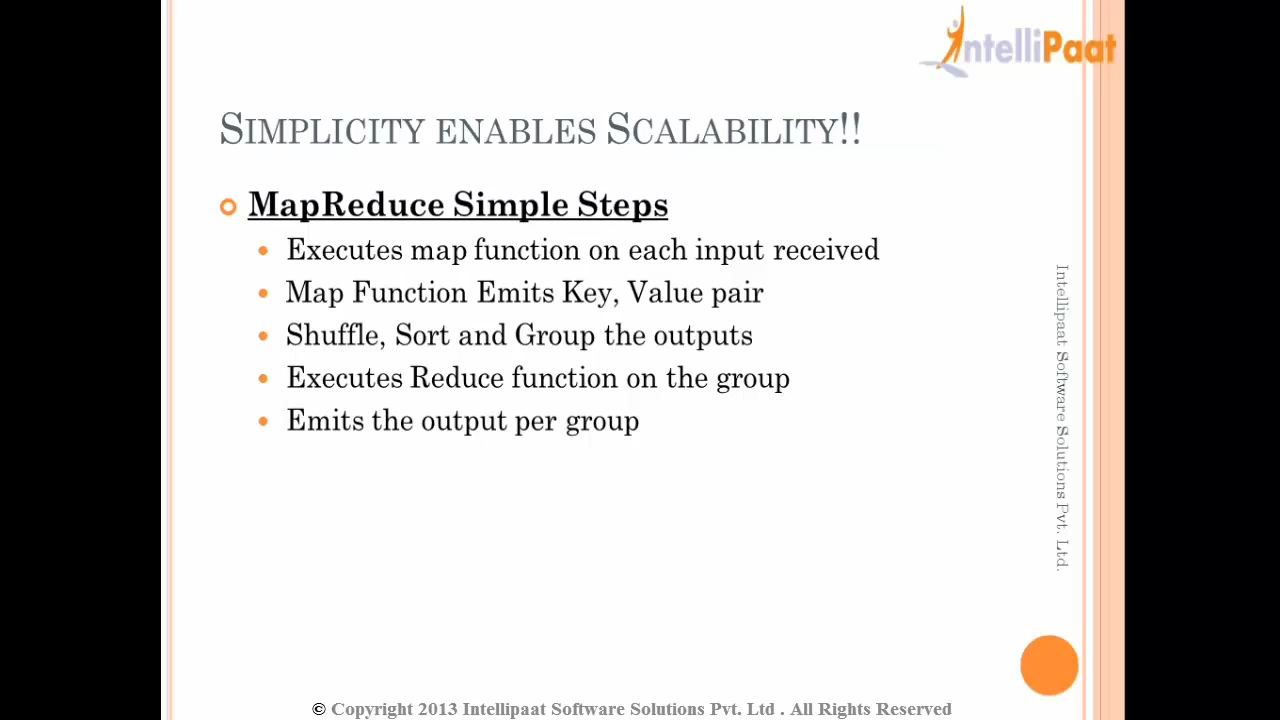 IntelliPaat
SIMPLICITY ENABLES SCALABILITY!!
MapReduce Simple Steps
Executes map function on each input received
Map Function Emits Key, Value pair
Shuffle, Sort and Group the outputs
Executes Reduce function on the group
Emits the output per group
Intellipaat Software Solutions Pvt. Ltd.
© Copyright 2013 Intellipaat Software Solutions Pvt. Ltd . All Rights Reserved